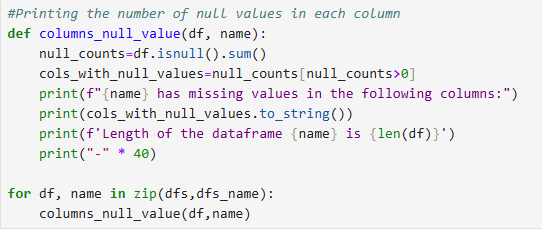 #Printing the number of null values in each column
def columns_null_value(df, name):
    null_counts=df.isnull().sum()
    cols_with_null_values=null_counts[null_counts>0]
    print(f"{name} has missing values in the following columns:")
    print(cols_with_null_values.to_string())
    print(f'Length of the dataframe {name} is {len(df)}')
    print("-" * 40)

for df, name in zip(dfs,dfs_name):
    columns_null_value(df,name)